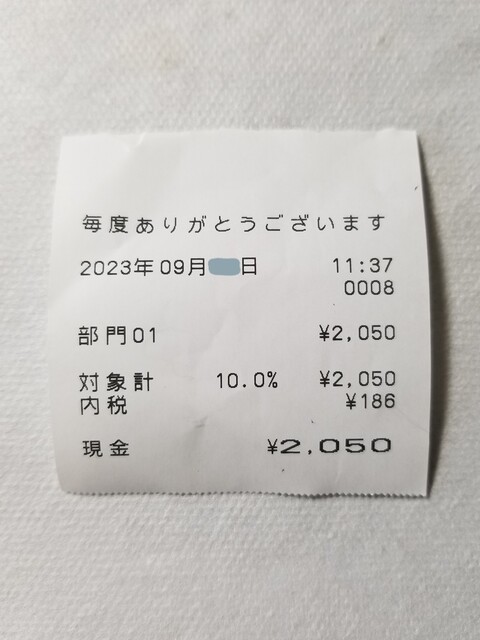 毎度ありがとうございます
2023年09月 日 11:37
0008
部門01 ¥2,050
対象計 10.0% ¥2,050
内税 ¥186
現金 ¥2,050